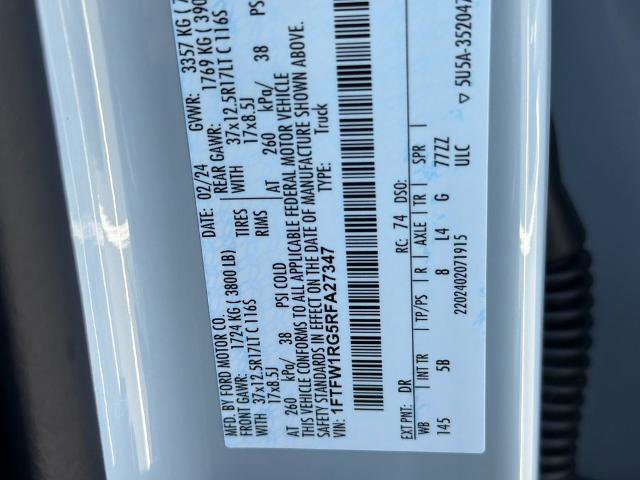 MFD. BY FORD MOTOR CO.
DATE: 02/24 GVWR: 3357 KG
FRONT GAWR: 1724 KG ( 3800 LB) REAR GAWR: 1769 KG ( 390
WITH 37x12.5R17LT C 116S TIRES WITH 37x12.5R17LT C 116S
17x8.5J RIMS 17x8.5J
AT 260 kPa/ 38 PSI COLD AT 260 kPa/ 38 PS
THIS VEHICLE CONFORMS TO ALL APPLICABLE FEDERAL MOTOR VEHICLE
SAFETY STANDARDS IN EFFECT ON THE DATE OF MANUFACTURE SHOWN ABOVE.
VIN: 1FTFW1RG5RFA27347 TYPE: Truck
EXT PNT: DR RC: 74 DSO:
WB INT TR TP/PS R AXLE TR SPR
145 5B 8 L4 G 77ZZ
2202402071915 ULC
▽ 5U5A-352047